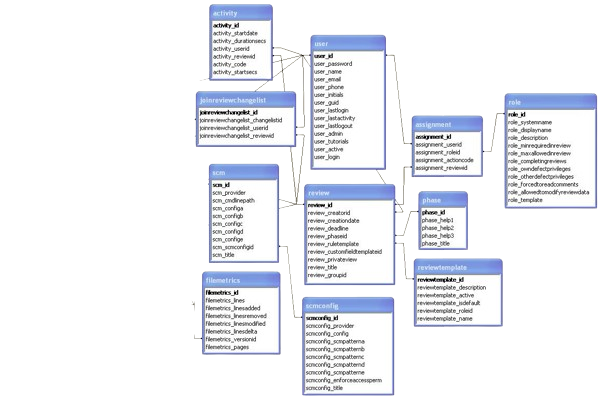 activity
activity_id
activity_startdate
activity_durationsecs
activity_userid
activity_reviewid
activity_code
activity_startsecs
user
user_id
user_password
user_name
user_email
user_phone
user_initials
user_guid
user_lastlogin
user_lastactivity
user_lastlogout
user_admin
user_tutorials
user_active
user_login
joinreviewchangelist
joinreviewchangelist_id
joinreviewchangelist_changelistid
joinreviewchangelist_userid
joinreviewchangelist_reviewid
assignment
assignment_id
assignment_userid
assignment_roleid
assignment_actioncode
assignment_reviewid
role
role_id
role_systemname
role_displayname
role_description
role_minrequiredinreview
role_maxallowedinreview
role_completingreviews
role_owndefectprivileges
role_otherdefectprivileges
role_forcedtoreadcomments
role_allowedtomodifyreviewdata
role_template
scm
scm_id
scm_provider
scm_cmdlinepath
scm_configa
scm_configb
scm_configc
scm_configd
scm_confige
scm_scmconfigid
scm_title
review
review_id
review_creatorid
review_creationdate
review_deadline
review_phaseid
review_ruletemplate
review_customfieldtemplateid
review_privateview
review_title
review_groupid
phase
phase_id
phase_help1
phase_help2
phase_help3
phase_title
reviewtemplate
reviewtemplate_id
reviewtemplate_description
reviewtemplate_active
reviewtemplate_isdefault
reviewtemplate_roleid
reviewtemplate_name
filemetrics
filemetrics_id
filemetrics_lines
filemetrics_linesadded
filemetrics_linesremoved
filemetrics_linesmodified
filemetrics_linesdelta
filemetrics_versionid
filemetrics_pages
scmconfig
scmconfig_id
scmconfig_provider
scmconfig_config
scmconfig_scmpatterna
scmconfig_scmpatternb
scmconfig_scmpatternc
scmconfig_scmpatternd
scmconfig_scmpatterne
scmconfig_enforceaccessperm
scmconfig_title